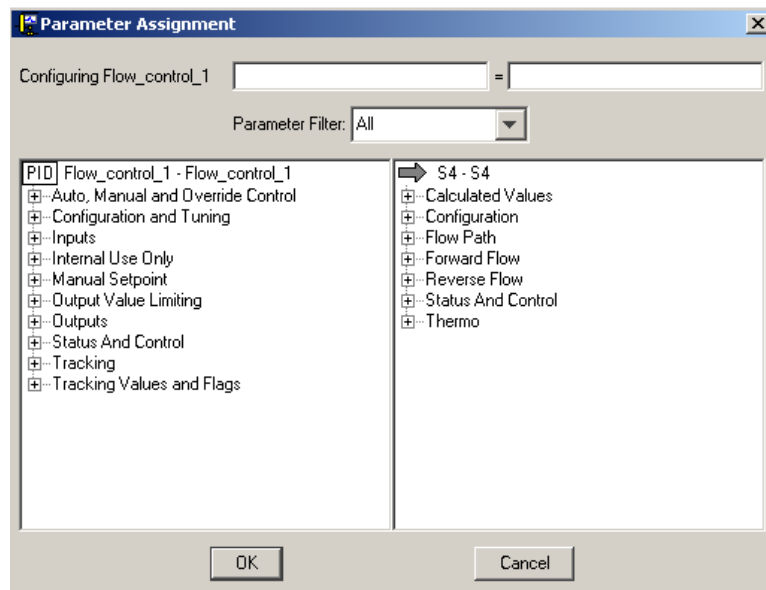 Parameter Assignment
Configuring Flow_control_1 =
Parameter Filter: All
PID Flow_control_1 - Flow_control_1
Auto, Manual and Override Control
Configuration and Tuning
Inputs
Internal Use Only
Manual Setpoint
Output Value Limiting
Outputs
Status And Control
Tracking
Tracking Values and Flags
S4 - S4
Calculated Values
Configuration
Flow Path
Forward Flow
Reverse Flow
Status And Control
Thermo
OK
Cancel